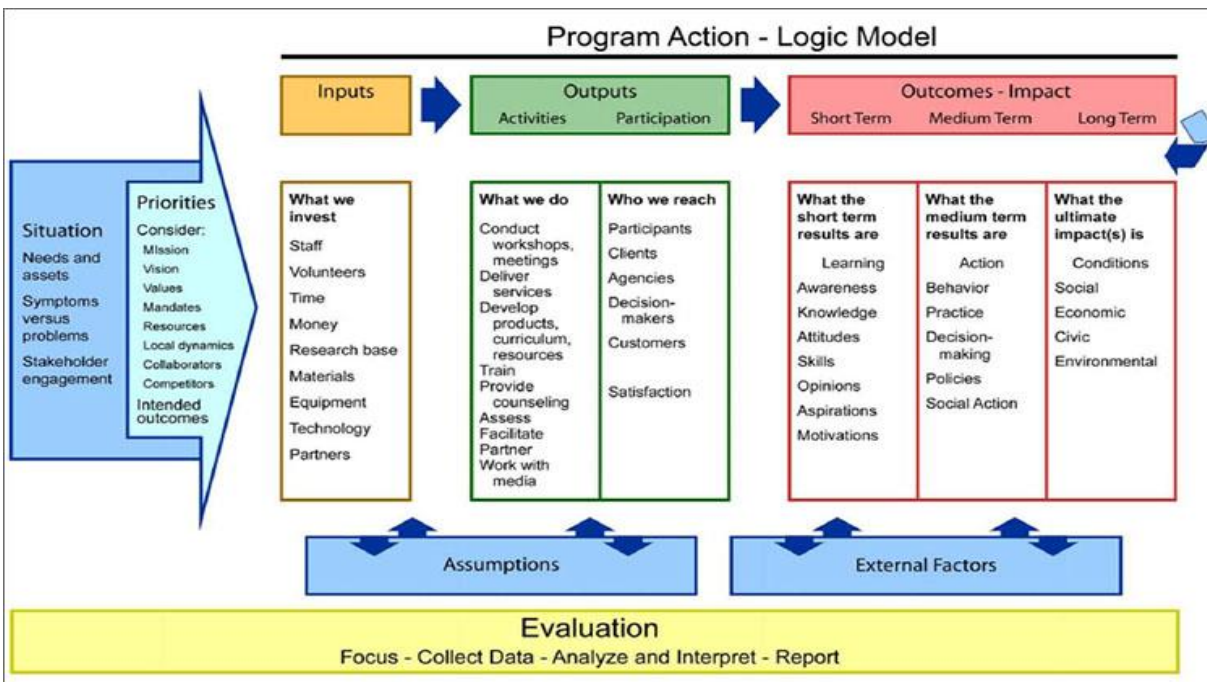 Program Action - Logic Model
Inputs
Outputs
Activities Participation
Outcomes - Impact
Short Term Medium Term Long Term
Situation
Needs and
assets
Symptoms
versus
problems
Stakeholder
engagement
Priorities
Consider:
MIssion
Vision
Values
Mandates
Resources
Local dynamics
Collaborators
Competitors
Intended
outcomes
What we
invest
Staff
Volunteers
Time
Money
Research base
Materials
Equipment
Technology
Partners
What we do
Conduct
workshops,
meetings
Deliver
services
Develop
products,
curriculum,
resources
Train
Provide
counseling
Assess
Facilitate
Partner
Work with
media
Who we reach
Participants
Clients
Agencies
Decision-
makers
Customers
Satisfaction
What the
short term
results are
Learning
Awareness
Knowledge
Attitudes
Skills
Opinions
Aspirations
Motivations
What the
medium term
results are
Action
Behavior
Practice
Decision-
making
Policies
Social Action
What the
ultimate
impact(s) is
Conditions
Social
Economic
Civic
Environmental
Assumptions
External Factors
Evaluation
Focus - Collect Data - Analyze and Interpret - Report